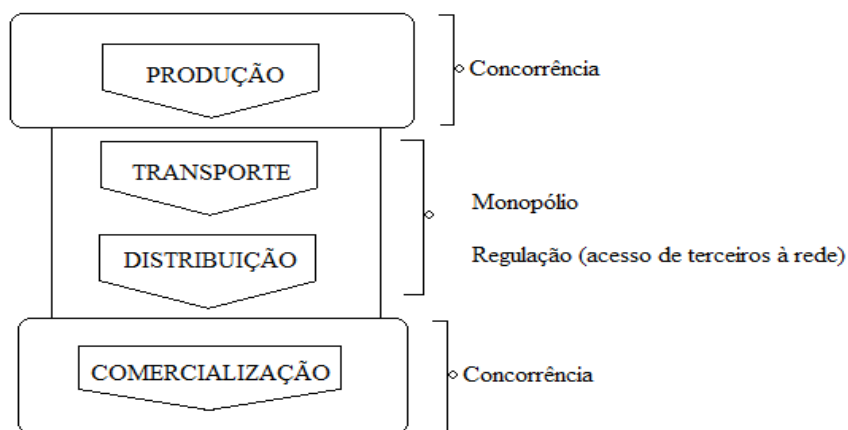 PRODUÇÃO
Concorrência
TRANSPORTE
Monopólio
DISTRIBUIÇÃO
Regulação (acesso de terceiros à rede)
COMERCIALIZAÇÃO
Concorrência